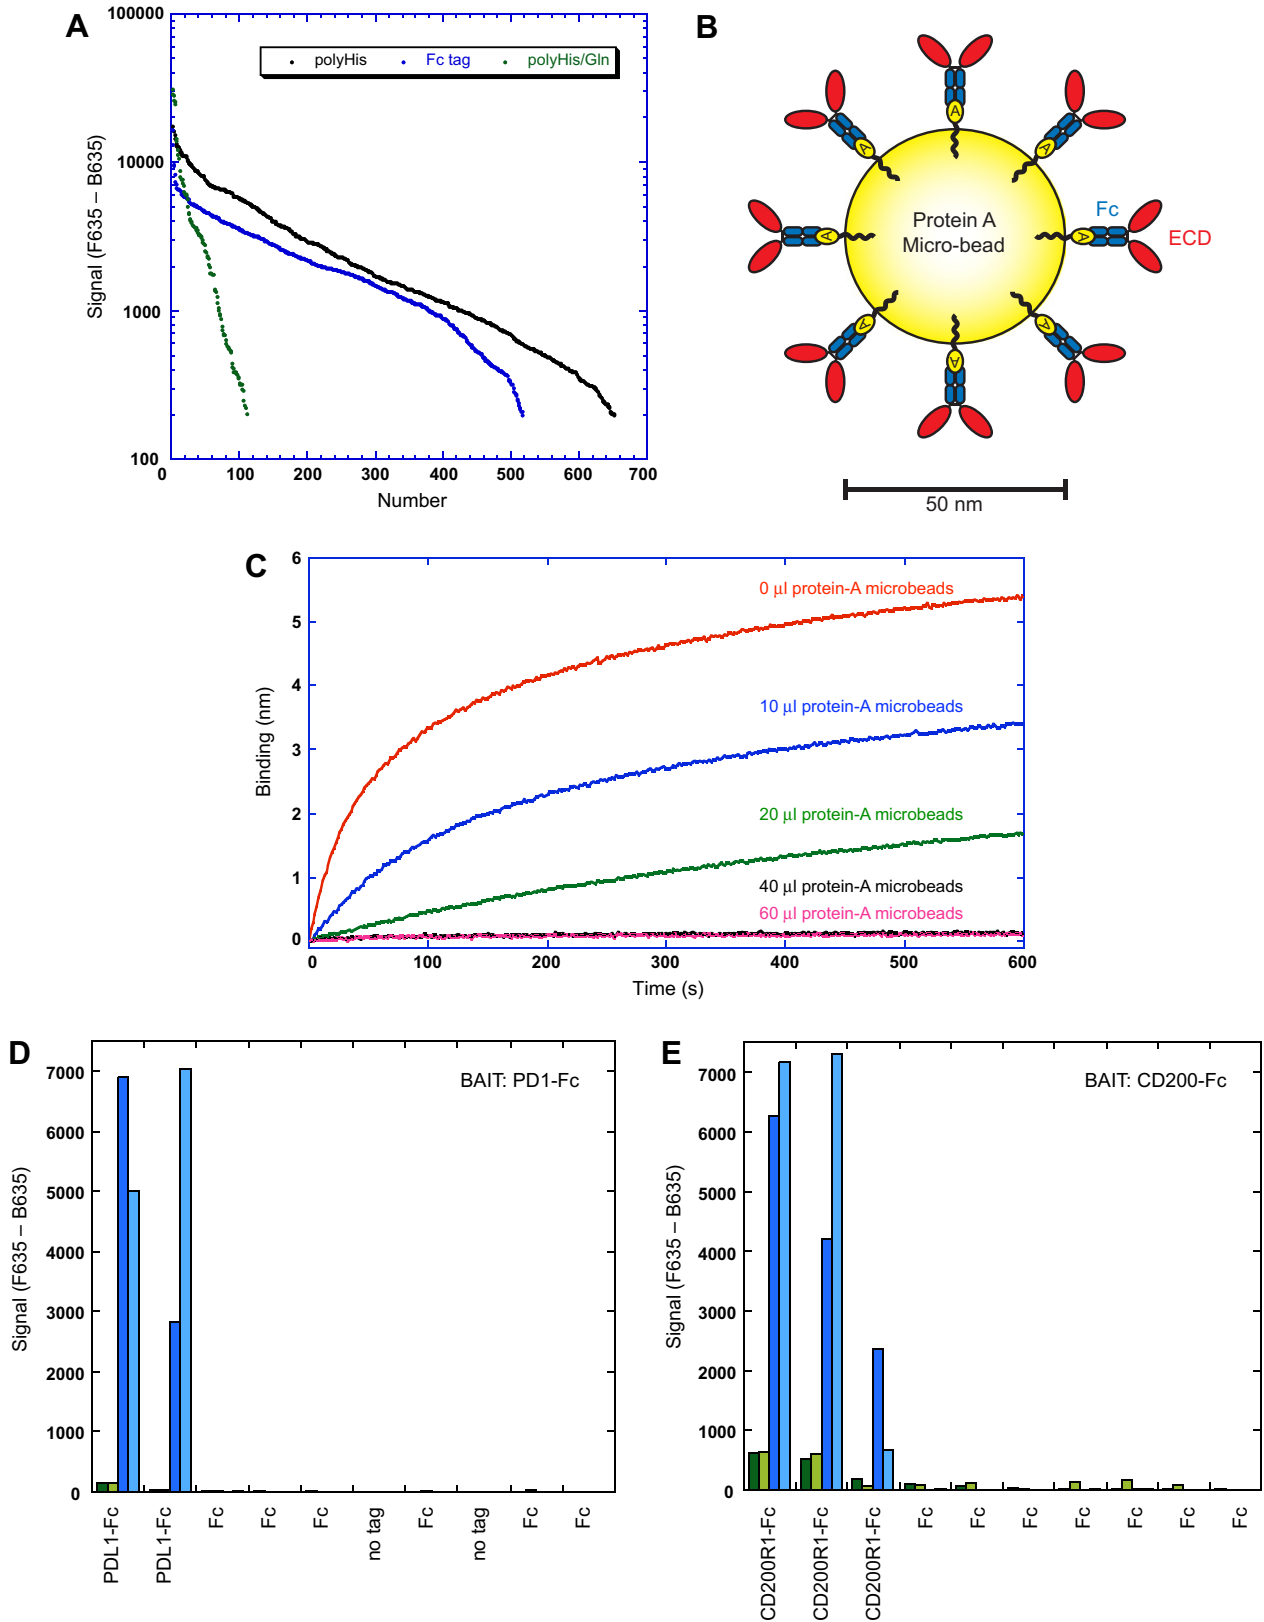 A
100000
10000
1000
100
Signal (F635 – B635)
polyHis Fc tag polyHis/Gln
0 100 200 300 400 500 600 700
Number
B
A
A
A
A
A
A
A
A
Protein A
Micro-bead
Fc
ECD
50 nm
C
6
5
4
3
2
1
0
Binding (nm)
0 µl protein-A microbeads
10 µl protein-A microbeads
20 µl protein-A microbeads
40 µl protein-A microbeads
60 µl protein-A microbeads
0 100 200 300 400 500 600
Time (s)
D
BAIT: PD1-Fc
7000
6000
5000
4000
3000
2000
1000
0
Signal (F635 – B635)
PDL1-Fc
PDL1-Fc
Fc
Fc
Fc
no tag
Fc
no tag
Fc
Fc
E
BAIT: CD200-Fc
7000
6000
5000
4000
3000
2000
1000
0
Signal (F635 – B635)
CD200R1-Fc
CD200R1-Fc
CD200R1-Fc
Fc
Fc
Fc
Fc
Fc
Fc
Fc